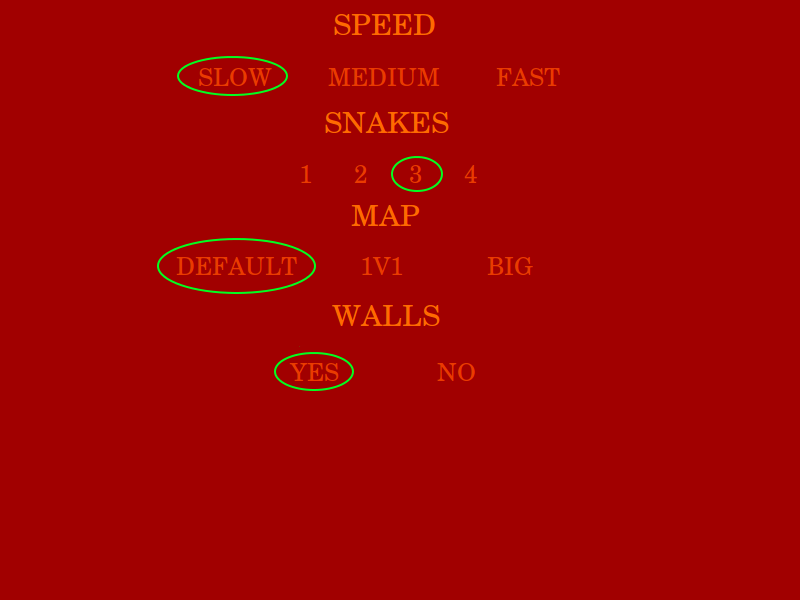 SPEED
SLOW MEDIUM FAST
SNAKES
1 2 3 4
MAP
DEFAULT 1V1 BIG
WALLS
YES NO